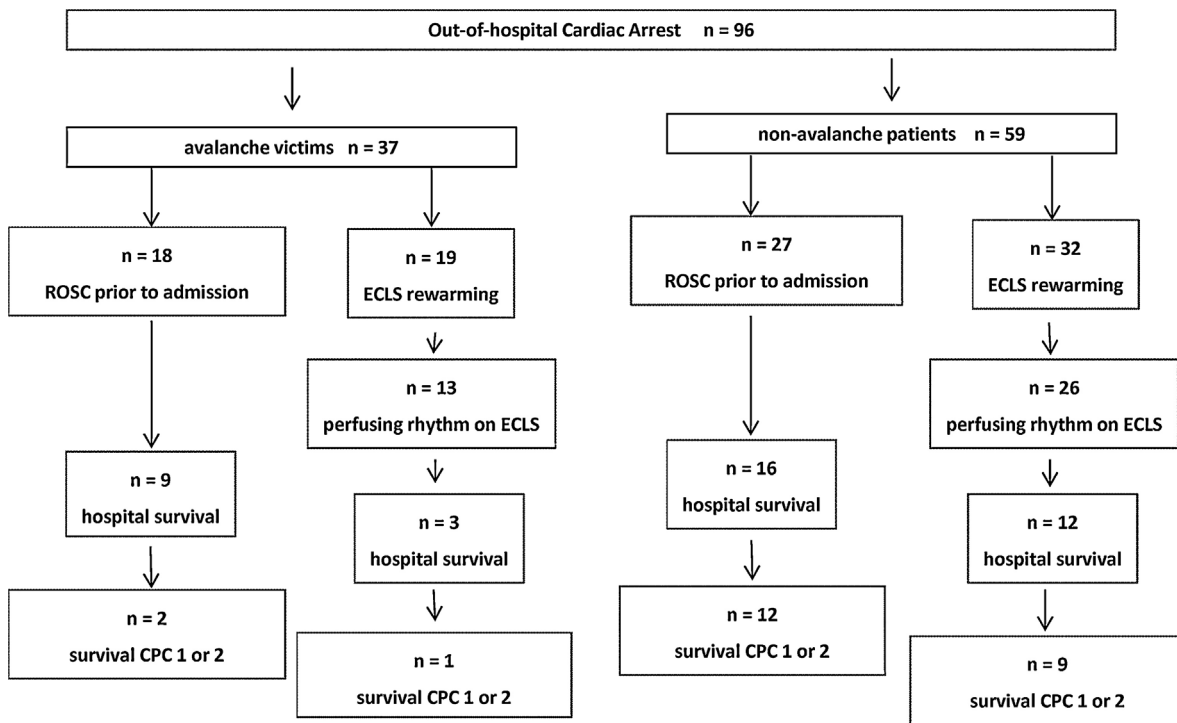 Out-of-hospital Cardiac Arrest n = 96
avalanche victims n = 37
non-avalanche patients n = 59
n = 18
ROSC prior to admission
n = 19
ECLS rewarming
n = 27
ROSC prior to admission
n = 32
ECLS rewarming
n = 13
perfusing rhythm on ECLS
n = 26
perfusing rhythm on ECLS
n = 9
hospital survival
n = 3
hospital survival
n = 16
hospital survival
n = 12
hospital survival
n = 2
survival CPC 1 or 2
n = 1
survival CPC 1 or 2
n = 12
survival CPC 1 or 2
n = 9
survival CPC 1 or 2